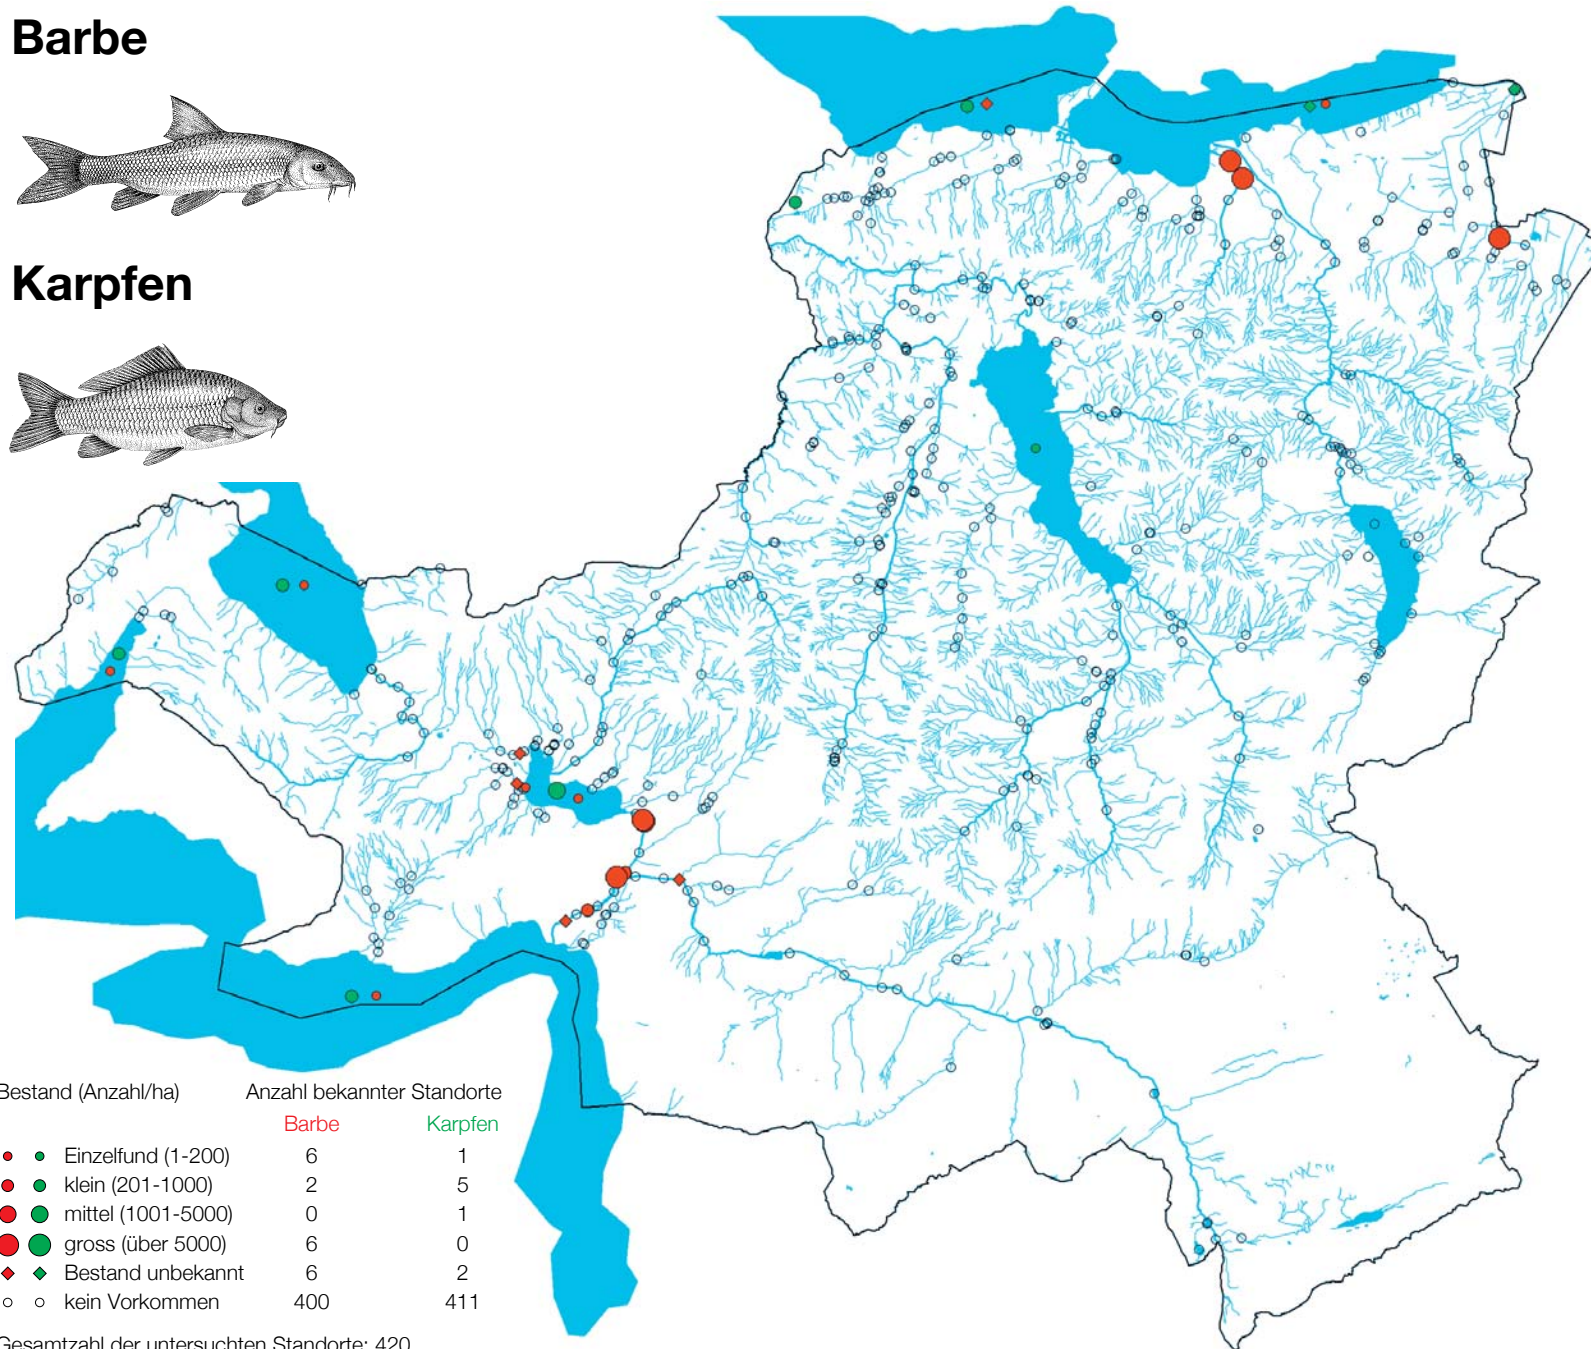 Barbe
Karpfen
Bestand (Anzahl/ha) Anzahl bekannter Standorte
Barbe Karpfen
Einzelfund (1-200) 6 1
klein (201-1000) 2 5
mittel (1001-5000) 0 1
gross (über 5000) 6 0
Bestand unbekannt 6 2
kein Vorkommen 400 411
Gesamtzahl der untersuchten Standorte: 420